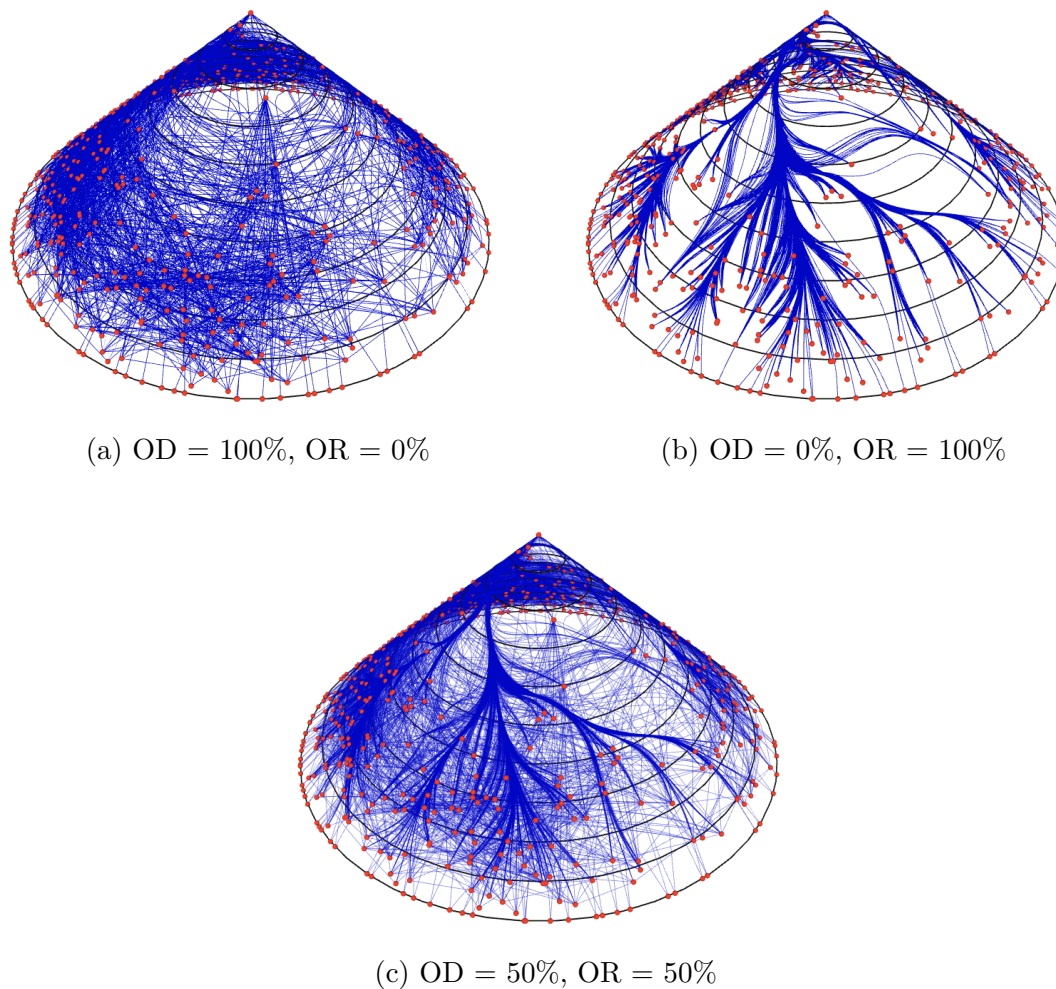 (a) OD = 100%, OR = 0%
(b) OD = 0%, OR = 100%
(c) OD = 50%, OR = 50%